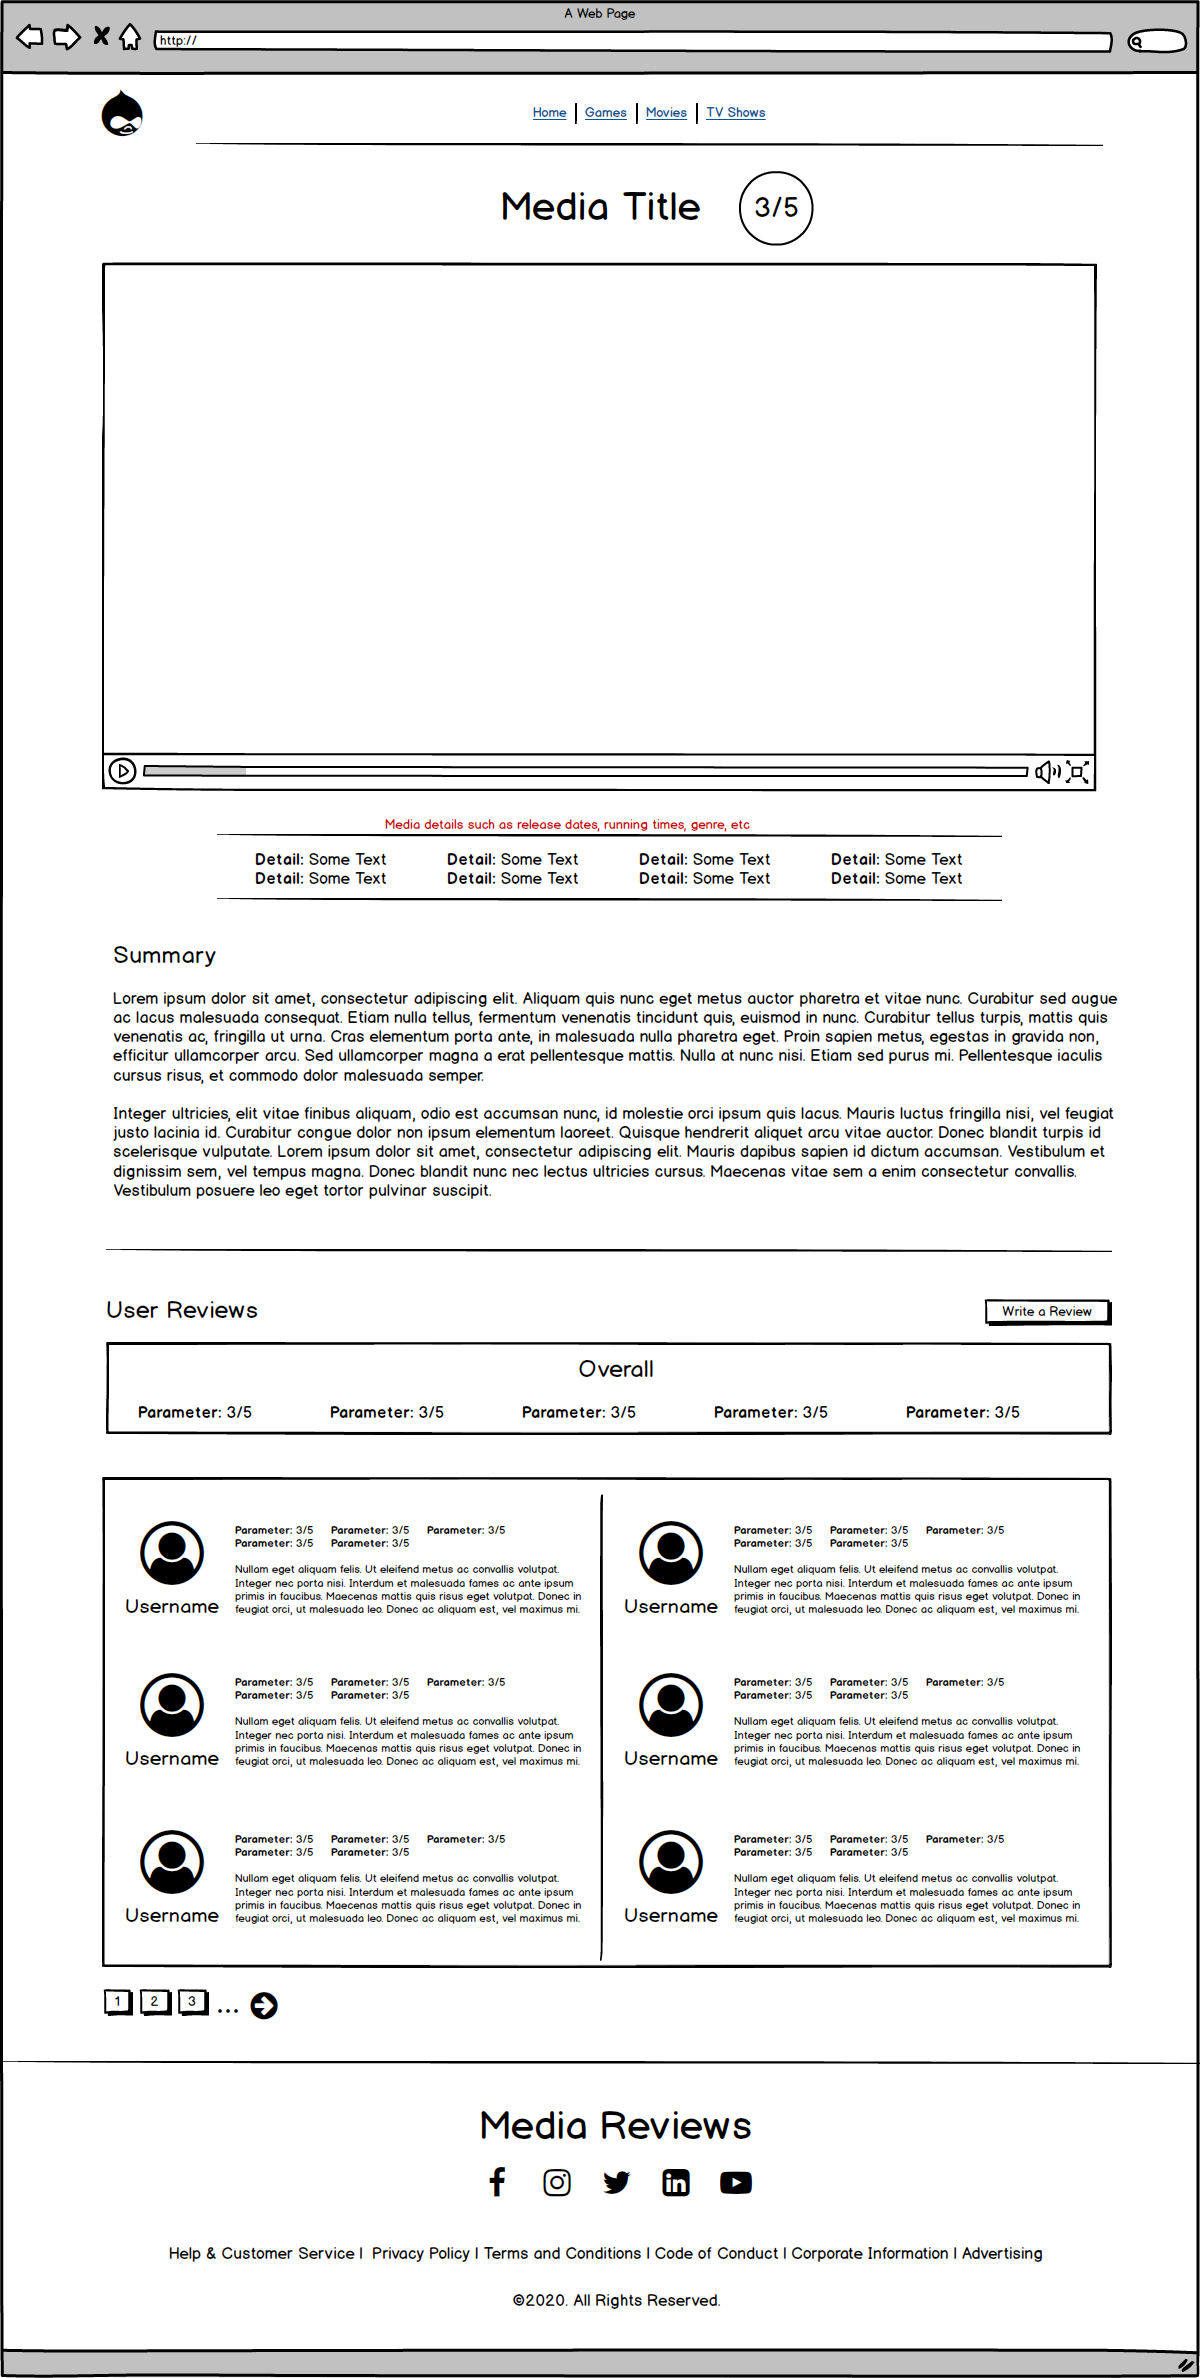 A Web Page
http://
Home | Games | Movies | TV Shows
Media Title 3/5
Media details such as release dates, running times, genre, etc
Detail: Some Text Detail: Some Text Detail: Some Text Detail: Some Text
Detail: Some Text Detail: Some Text Detail: Some Text Detail: Some Text
Summary
Lorem ipsum dolor sit amet, consectetur adipiscing elit. Aliquam quis nunc eget metus auctor pharetra et vitae nunc. Curabitur sed augue
ac lacus malesuada consequat. Etiam nulla tellus, fermentum venenatis tincidunt quis, euismod in nunc. Curabitur tellus turpis, mattis quis
venenatis ac, fringilla ut urna. Cras elementum porta ante, in malesuada nulla pharetra eget. Proin sapien metus, egestas in gravida non,
efficitur ullamcorper arcu. Sed ullamcorper magna a erat pellentesque mattis. Nulla at nunc nisi. Etiam sed purus mi. Pellentesque iaculis
cursus risus, et commodo dolor malesuada semper.
Integer ultricies, elit vitae finibus aliquam, odio est accumsan nunc, id molestie orci ipsum quis lacus. Mauris luctus fringilla nisi, vel feugiat
justo lacinia id. Curabitur congue dolor non ipsum elementum laoreet. Quisque hendrerit aliquet arcu vitae auctor. Donec blandit turpis id
scelerisque vulputate. Lorem ipsum dolor sit amet, consectetur adipiscing elit. Mauris dapibus sapien id dictum accumsan. Vestibulum et
dignissim sem, vel tempus magna. Donec blandit nunc nec lectus ultricies cursus. Maecenas vitae sem a enim consectetur convallis.
Vestibulum posuere leo eget tortor pulvinar suscipit.
User Reviews
Write a Review
Overall
Parameter: 3/5 Parameter: 3/5 Parameter: 3/5 Parameter: 3/5 Parameter: 3/5
Parameter: 3/5 Parameter: 3/5 Parameter: 3/5
Parameter: 3/5 Parameter: 3/5
Nullam eget aliquam felis. Ut eleifend metus ac convallis volutpat.
Integer nec porta nisi. Interdum et malesuada fames ac ante ipsum
primis in faucibus. Maecenas mattis quis risus eget volutpat. Donec in
feugiat orci, ut malesuada leo. Donec ac aliquam est, vel maximus mi.
Username
Parameter: 3/5 Parameter: 3/5 Parameter: 3/5
Parameter: 3/5 Parameter: 3/5
Nullam eget aliquam felis. Ut eleifend metus ac convallis volutpat.
Integer nec porta nisi. Interdum et malesuada fames ac ante ipsum
primis in faucibus. Maecenas mattis quis risus eget volutpat. Donec in
feugiat orci, ut malesuada leo. Donec ac aliquam est, vel maximus mi.
Username
Parameter: 3/5 Parameter: 3/5 Parameter: 3/5
Parameter: 3/5 Parameter: 3/5
Nullam eget aliquam felis. Ut eleifend metus ac convallis volutpat.
Integer nec porta nisi. Interdum et malesuada fames ac ante ipsum
primis in faucibus. Maecenas mattis quis risus eget volutpat. Donec in
feugiat orci, ut malesuada leo. Donec ac aliquam est, vel maximus mi.
Username
Parameter: 3/5 Parameter: 3/5 Parameter: 3/5
Parameter: 3/5 Parameter: 3/5
Nullam eget aliquam felis. Ut eleifend metus ac convallis volutpat.
Integer nec porta nisi. Interdum et malesuada fames ac ante ipsum
primis in faucibus. Maecenas mattis quis risus eget volutpat. Donec in
feugiat orci, ut malesuada leo. Donec ac aliquam est, vel maximus mi.
Username
Parameter: 3/5 Parameter: 3/5 Parameter: 3/5
Parameter: 3/5 Parameter: 3/5
Nullam eget aliquam felis. Ut eleifend metus ac convallis volutpat.
Integer nec porta nisi. Interdum et malesuada fames ac ante ipsum
primis in faucibus. Maecenas mattis quis risus eget volutpat. Donec in
feugiat orci, ut malesuada leo. Donec ac aliquam est, vel maximus mi.
Username
Parameter: 3/5 Parameter: 3/5 Parameter: 3/5
Parameter: 3/5 Parameter: 3/5
Nullam eget aliquam felis. Ut eleifend metus ac convallis volutpat.
Integer nec porta nisi. Interdum et malesuada fames ac ante ipsum
primis in faucibus. Maecenas mattis quis risus eget volutpat. Donec in
feugiat orci, ut malesuada leo. Donec ac aliquam est, vel maximus mi.
Username
1 2 3 ...
Media Reviews
Help & Customer Service | Privacy Policy | Terms and Conditions | Code of Conduct | Corporate Information | Advertising
©2020. All Rights Reserved.